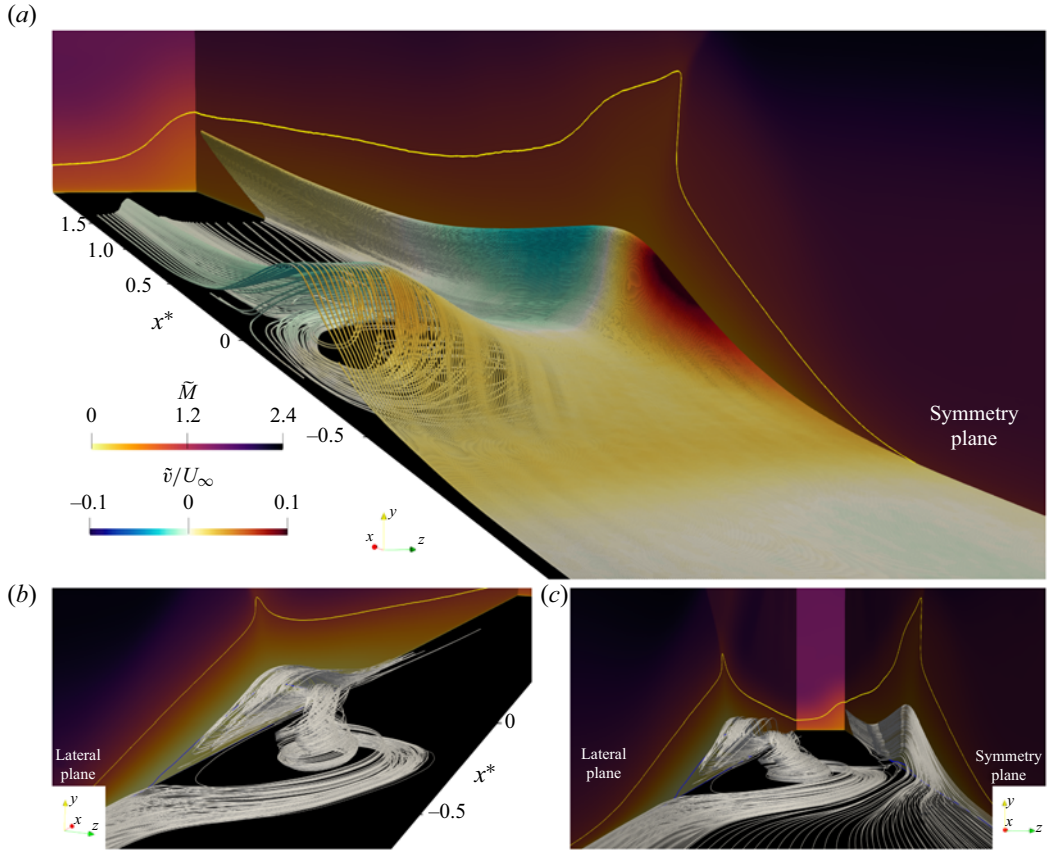 (a)
1.5
1.0
0.5
x*
0
M̃
0 1.2 2.4
−0.5
Symmetry
plane
ṽ/U∞
−0.1 0 0.1
y
x z
(b)
(c)
0
Lateral
plane
x*
Lateral
plane
Symmetry
plane
y
x
z
−0.5
y
x z